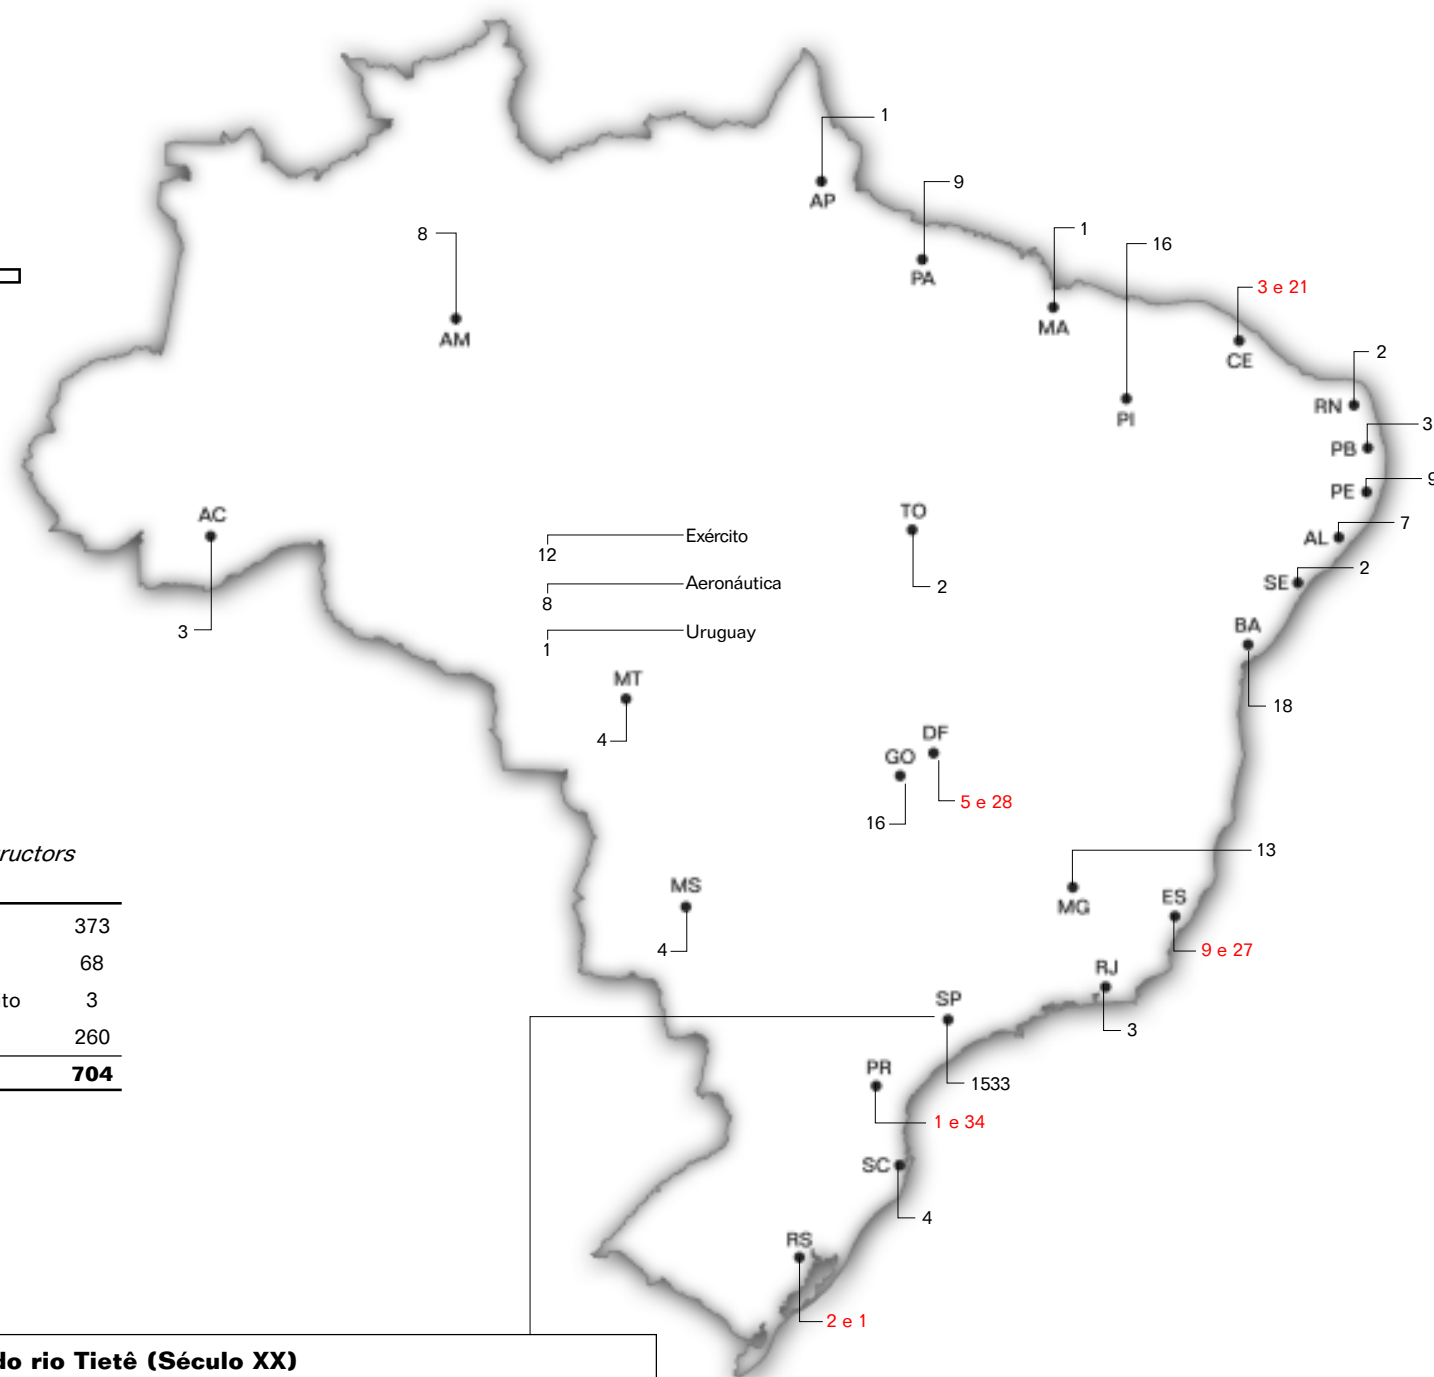 1
AP
9
PA
8
AM
1
MA
16
PI
3 e 21
CE
2
RN
3
PB
9
PE
7
AL
2
SE
AC
3
TO
2
12
Exército
8
Aeronáutica
1
Uruguay
BA
18
MT
4
DF
5 e 28
GO
16
13
MG
MS
4
ES
9 e 27
RJ
3
SP
1533
PR
1 e 34
SC
4
RS
2 e 1
ructors
373
68
to 3
260
704
do rio Tietê (Século XX)